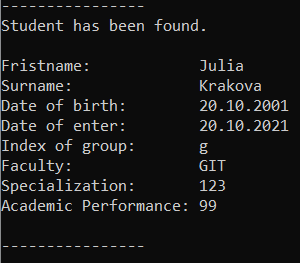 ----------------
Student has been found.
Fristname: Julia
Surname: Krakova
Date of birth: 20.10.2001
Date of enter: 20.10.2021
Index of group: g
Faculty: GIT
Specialization: 123
Academic Performance: 99
----------------